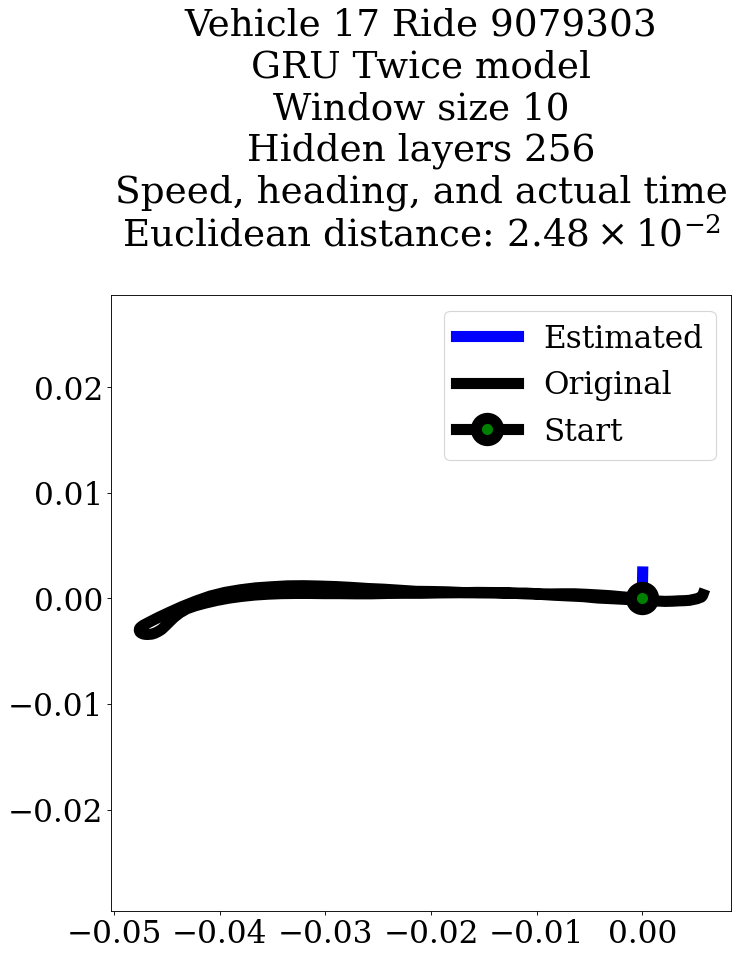 Vehicle 17 Ride 9079303
GRU Twice model
Window size 10
Hidden layers 256
Speed, heading, and actual time
Euclidean distance: 2.48 × 10⁻²
Estimated
Original
Start
0.02
0.01
0.00
−0.01
−0.02
−0.05 −0.04 −0.03 −0.02 −0.01 0.00